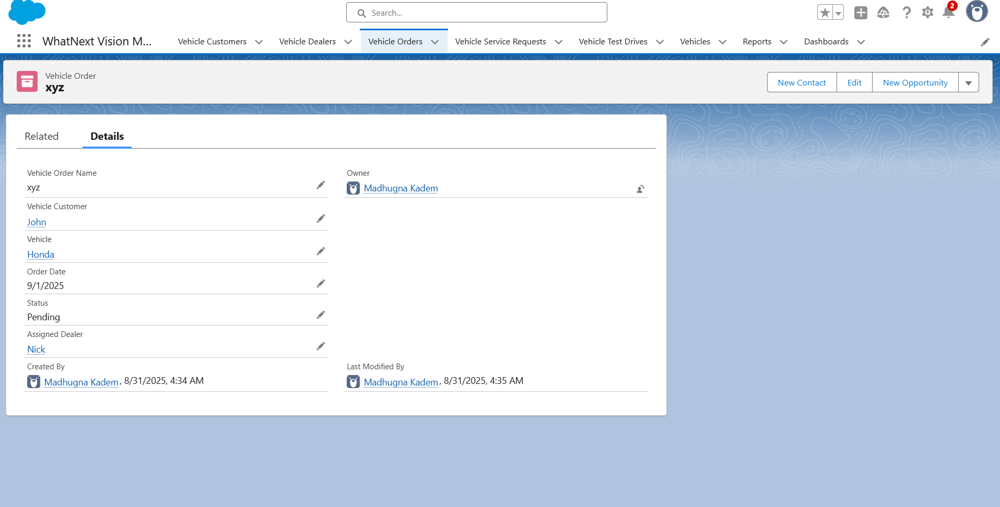 Search...
2
WhatNext Vision M...
Vehicle Customers
Vehicle Dealers
Vehicle Orders
Vehicle Service Requests
Vehicle Test Drives
Vehicles
Reports
Dashboards
Vehicle Order
xyz
New Contact
Edit
New Opportunity
Related
Details
Vehicle Order Name
xyz
Owner
Madhugna Kadem
Vehicle Customer
John
Vehicle
Honda
Order Date
9/1/2025
Status
Pending
Assigned Dealer
Nick
Created By
Madhugna Kadem, 8/31/2025, 4:34 AM
Last Modified By
Madhugna Kadem, 8/31/2025, 4:35 AM